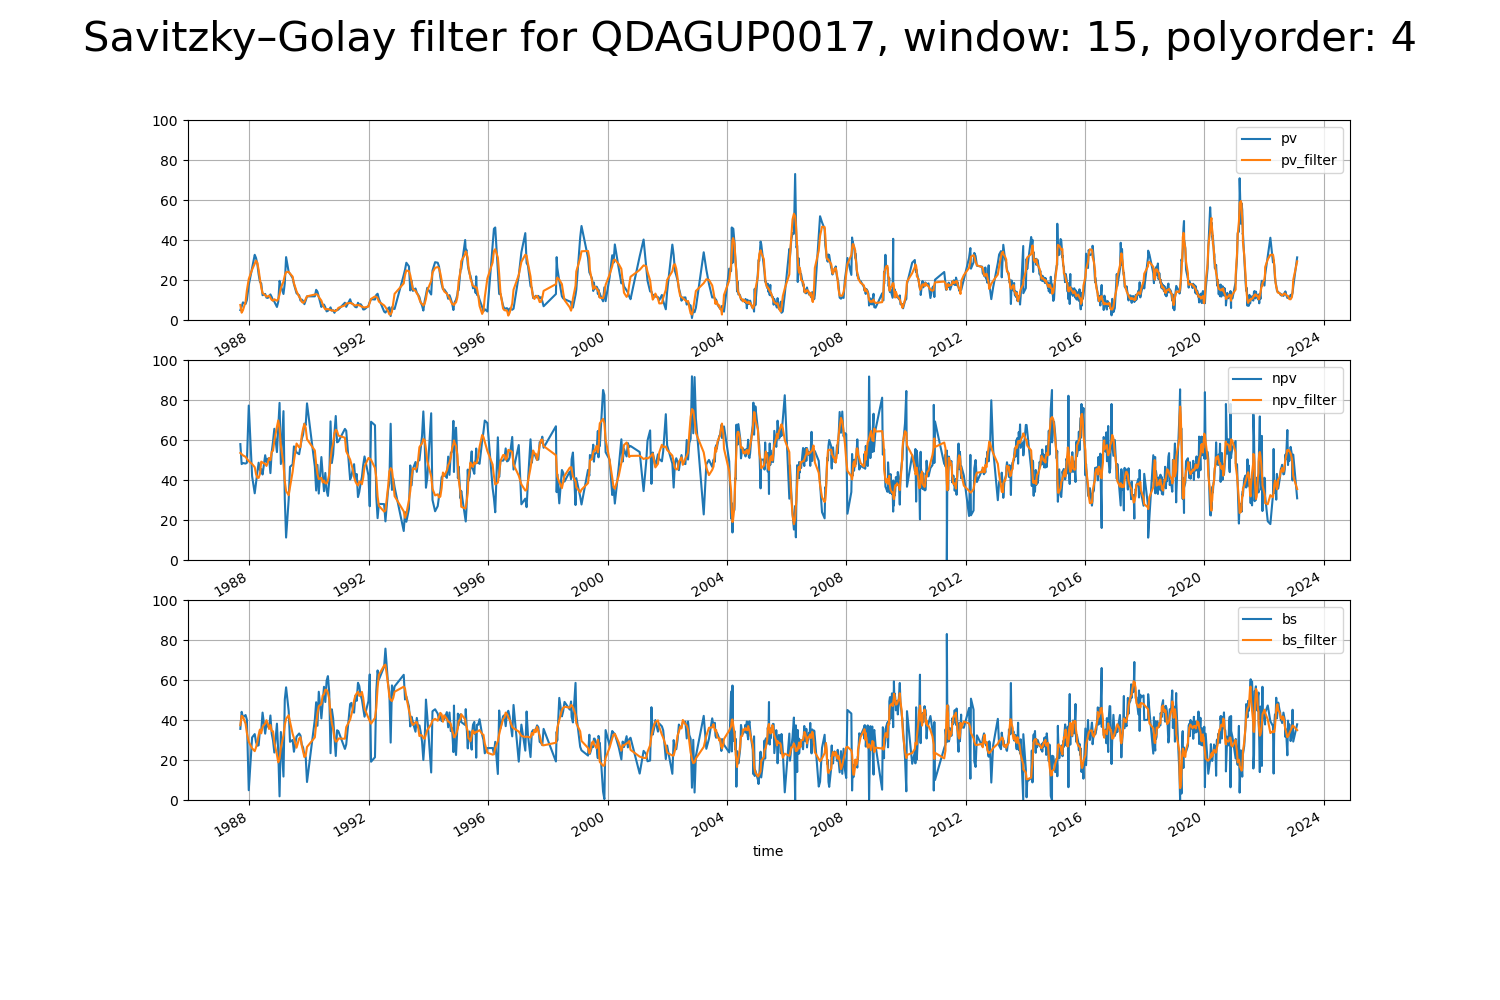 Savitzky–Golay filter for QDAGUP0017, window: 15, polyorder: 4
100
80
60
40
20
0
pv
pv_filter
1988 1992 1996 2000 2004 2008 2012 2016 2020 2024
100
80
60
40
20
0
npv
npv_filter
1988 1992 1996 2000 2004 2008 2012 2016 2020 2024
100
80
60
40
20
0
bs
bs_filter
1988 1992 1996 2000 2004 2008 2012 2016 2020 2024
time